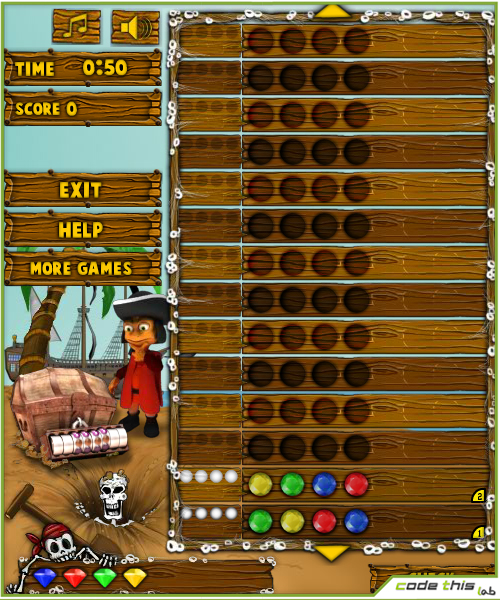 TIME 0:50
SCORE 0
EXIT
HELP
MORE GAMES
2
1
code this lab